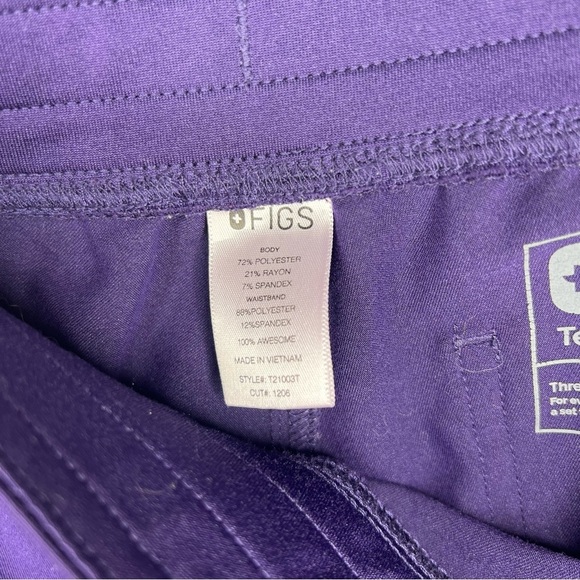 FIGS
BODY
72% POLYESTER
21% RAYON
7% SPANDEX
WAISTBAND
88%POLYESTER
12%SPANDEX
100% AWESOME
MADE IN VIETNAM
STYLE#: T21003T
CUT#: 1206
Te
Thre
For ev
a set